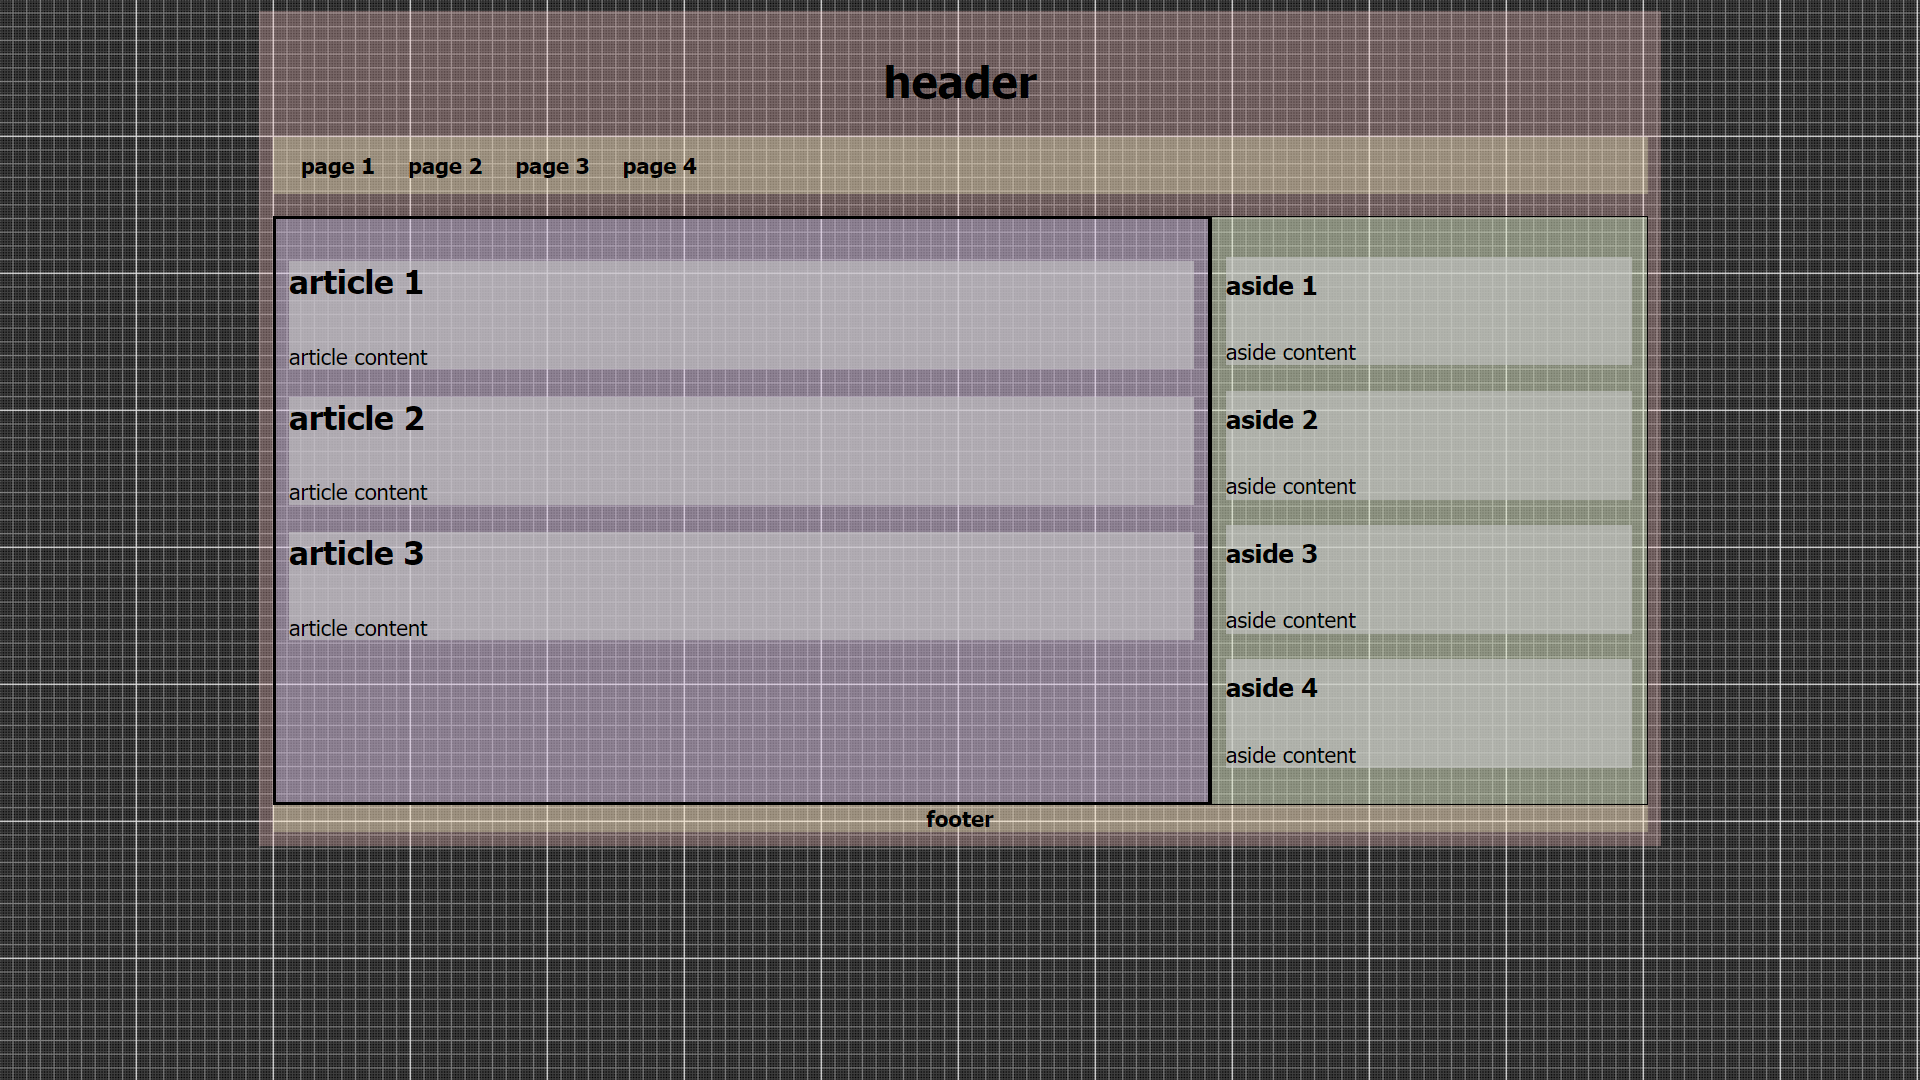 header
page 1 page 2 page 3 page 4
article 1
article content
article 2
article content
article 3
article content
aside 1
aside content
aside 2
aside content
aside 3
aside content
aside 4
aside content
footer